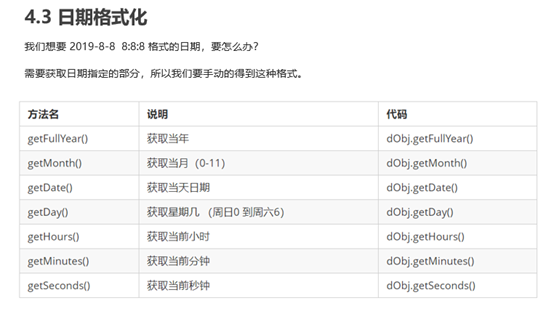 4.3 日期格式化
我们想要 2019-8-8 8:8:8 格式的日期，要怎么办？
需要获取日期指定的部分，所以我们要手动的得到这种格式。
方法名 说明 代码
getFullYear() 获取当年 dObj.getFullYear()
getMonth() 获取当月（0-11） dObj.getMonth()
getDate() 获取当天日期 dObj.getDate()
getDay() 获取星期几 （周日0 到周六6） dObj.getDay()
getHours() 获取当前小时 dObj.getHours()
getMinutes() 获取当前分钟 dObj.getMinutes()
getSeconds() 获取当前秒钟 dObj.getSeconds()